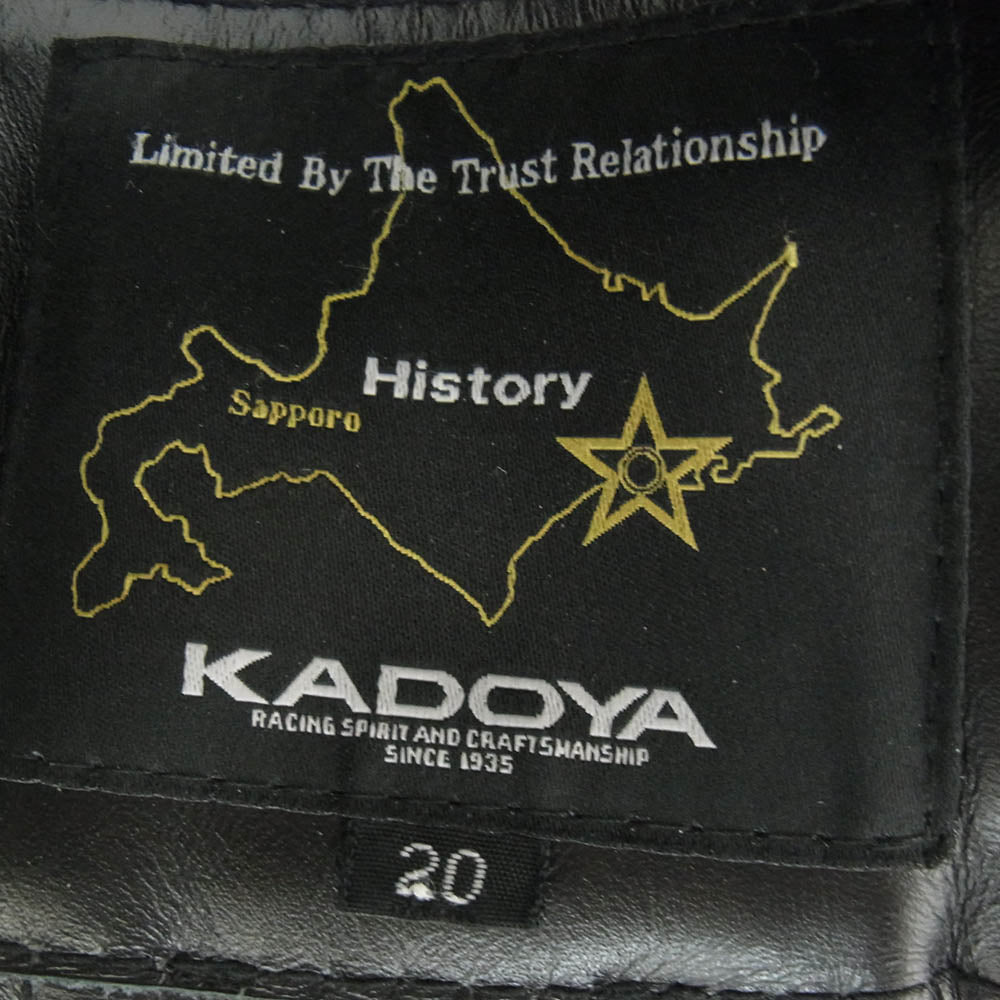 Limited By The Trust Relationship
History
Sapporo
KADOYA
RACING SPIRIT AND CRAFTSMANSHIP
SINCE 1935
20